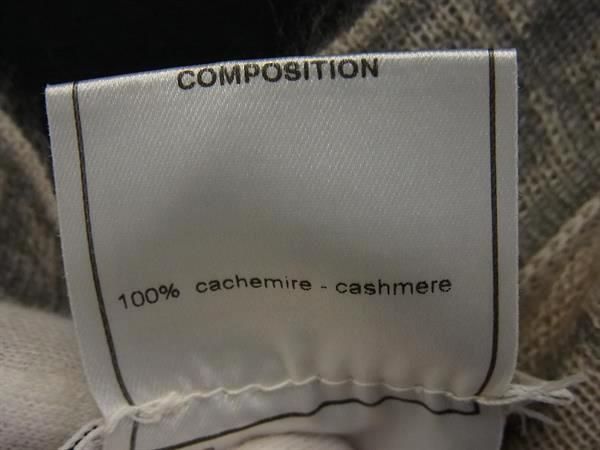 COMPOSITION
100% cachemire - cashmere